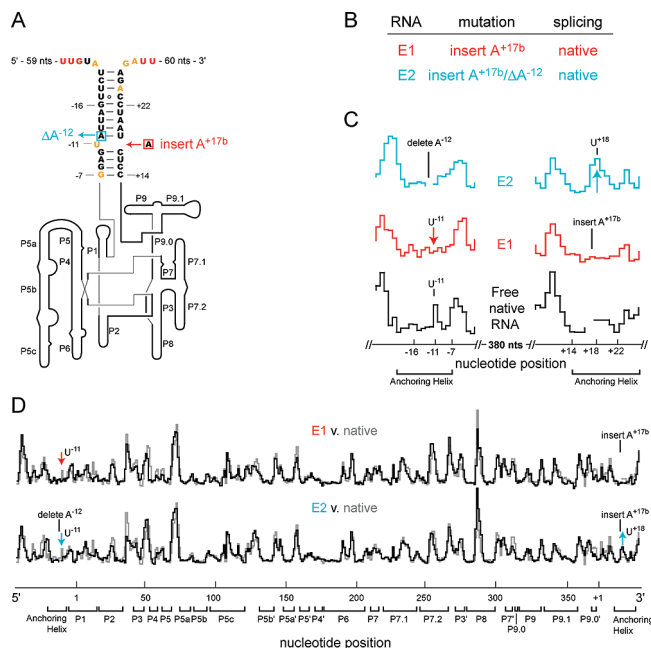 A
5' - 59 nts - UUGUA
AGAUU - 60 nts - 3'
-16
+22
ΔA-12
A
-11
U
A insert A+17b
-7
+14
P9
P9.1
P5
P5a
P4
P1
P9.0
P7.1
P7
P5b
P3
P7.2
P2
P5c
P6
P8
B
RNA mutation splicing
E1 insert A+17b native
E2 insert A+17b/ΔA-12 native
C
delete A-12
U+18
E2
U-11
insert A+17b
E1
U-11
Free
native
RNA
380 nts
-16 -11 -7 +14 +18 +22
nucleotide position
Anchoring Helix Anchoring Helix
D
E1 v. native
U-11
insert A+17b
E2 v. native
delete A-12
U-11
insert A+17b
U+18
5' 1 50 100 150 200 250 300 350 +1 3'
Anchoring Helix P1 P2 P3 P4 P5 P5a P5b P5c P5b' P5a' P5' P4' P6 P7 P7.1 P7.2 P3' P8 P7' P9.0 P9 P9.1 P9.0' Anchoring Helix
nucleotide position